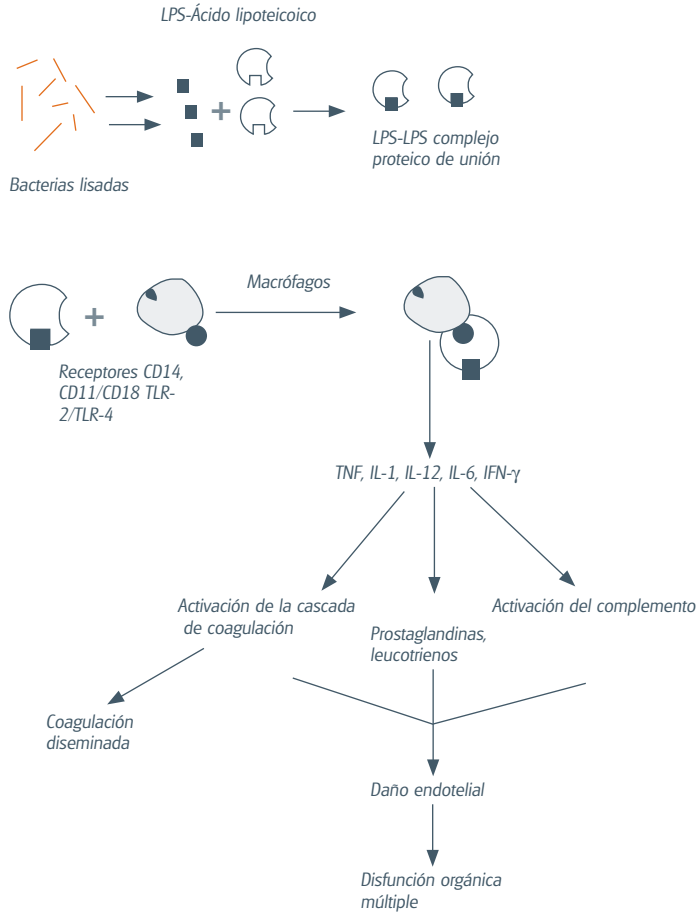 LPS-Ácido lipoteicoico
LPS-LPS complejo
proteico de unión
Bacterias lisadas
Macrófagos
Receptores CD14,
CD11/CD18 TLR-
2/TLR-4
TNF, IL-1, IL-12, IL-6, IFN-γ
Activación de la cascada
de coagulación
Prostaglandinas,
leucotrienos
Activación del complemento
Coagulación
diseminada
Daño endotelial
Disfunción orgánica
múltiple